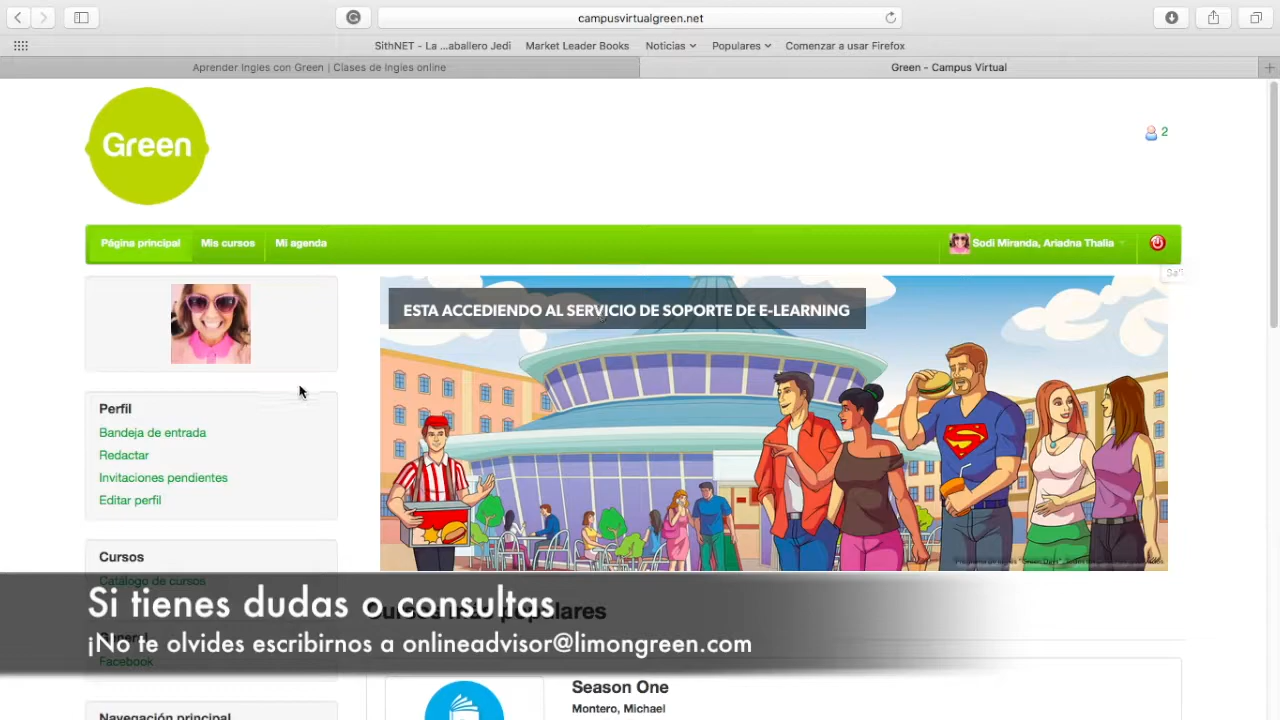 campusvirtualgreen.net
SithNET - La ...aballero Jedi Market Leader Books Noticias Populares Comenzar a usar Firefox
Aprender Ingles con Green | Clases de Ingles online Green - Campus Virtual
Green
2
Página principal Mis cursos Mi agenda Sodi Miranda, Ariadna Thalia
ESTA ACCEDIENDO AL SERVICIO DE SOPORTE DE E-LEARNING
Perfil
Bandeja de entrada
Redactar
Invitaciones pendientes
Editar perfil
Cursos
Catálogo de cursos
Si tienes dudas o consultas
¡No te olvides escribirnos a onlineadvisor@limongreen.com
Facebook
Season One
Montero, Michael
Navegación principal